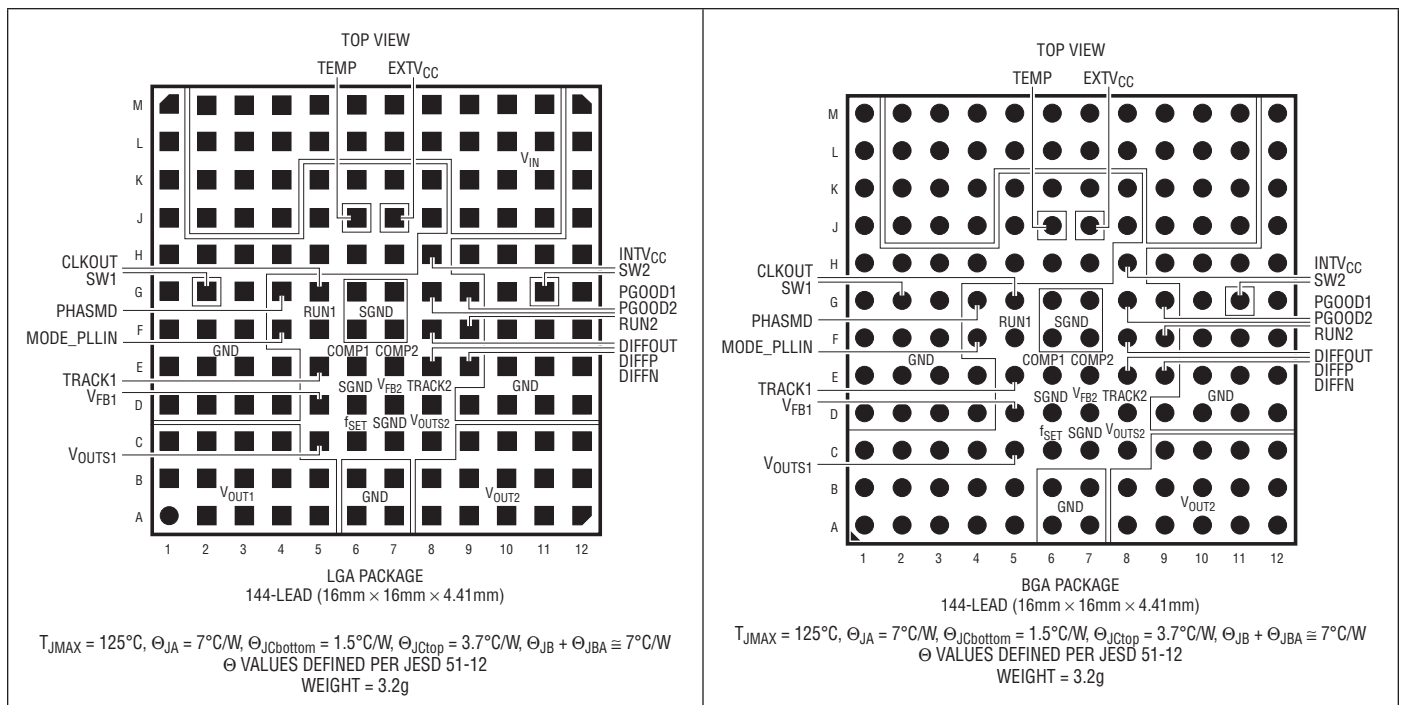 TOP VIEW
TEMP EXTVCC
M
L
VIN
K
J
H
CLKOUT INTVCC
SW1 SW2
G
PGOOD1
PHASMD RUN1 SGND PGOOD2
RUN2
F
MODE_PLLIN
GND COMP1 COMP2 DIFFOUT
DIFFP
E
TRACK1 DIFFN
SGND VFB2 TRACK2 GND
VFB1
D
fSET SGND VOUTS2
C
VOUTS1
B
VOUT1 GND VOUT2
A
1 2 3 4 5 6 7 8 9 10 11 12
LGA PACKAGE
144-LEAD (16mm × 16mm × 4.41mm)
TJMAX = 125°C, ΘJA = 7°C/W, ΘJCbottom = 1.5°C/W, ΘJCtop = 3.7°C/W, ΘJB + ΘJBA ≅ 7°C/W
Θ VALUES DEFINED PER JESD 51-12
WEIGHT = 3.2g
TOP VIEW
TEMP EXTVCC
M
L
K
J
H
CLKOUT INTVCC
SW1 SW2
G
PGOOD1
PHASMD RUN1 SGND PGOOD2
RUN2
F
MODE_PLLIN
GND COMP1 COMP2 DIFFOUT
DIFFP
E
TRACK1 DIFFN
SGND VFB2 TRACK2 GND
VFB1
D
fSET SGND VOUTS2
C
VOUTS1
B
GND VOUT2
A
1 2 3 4 5 6 7 8 9 10 11 12
BGA PACKAGE
144-LEAD (16mm × 16mm × 4.41mm)
TJMAX = 125°C, ΘJA = 7°C/W, ΘJCbottom = 1.5°C/W, ΘJCtop = 3.7°C/W, ΘJB + ΘJBA ≅ 7°C/W
Θ VALUES DEFINED PER JESD 51-12
WEIGHT = 3.2g